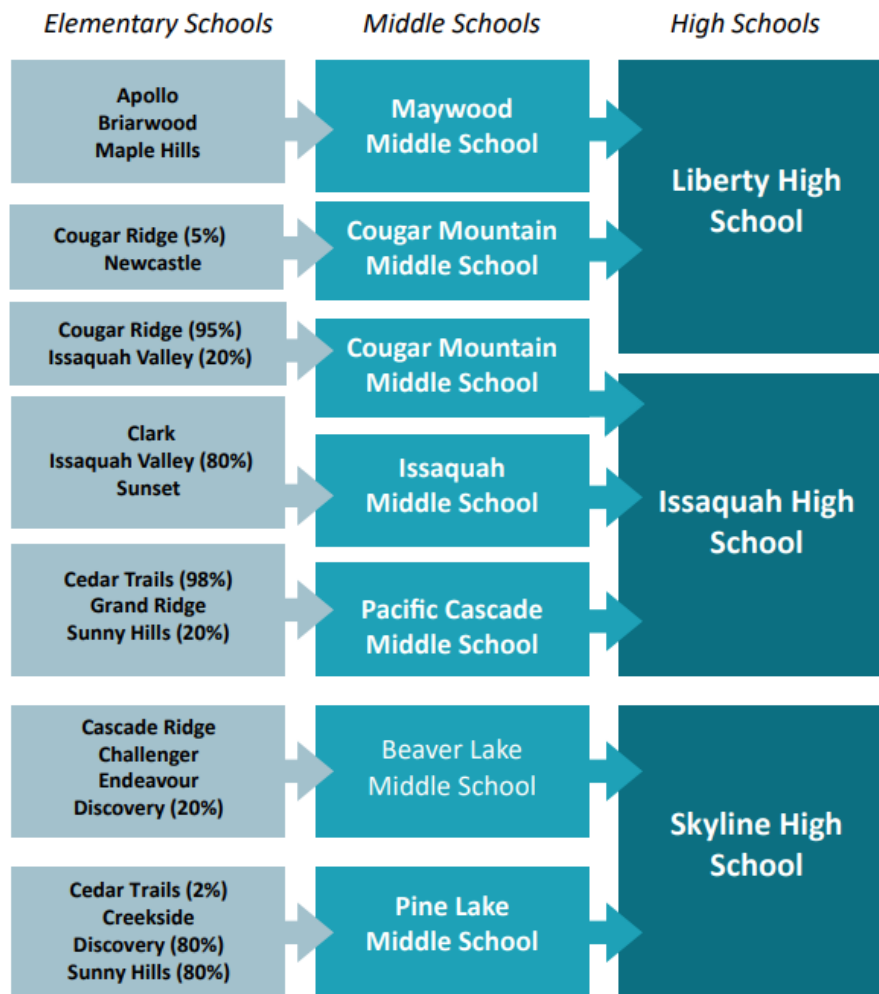 Elementary Schools
Middle Schools
High Schools
Apollo
Briarwood
Maple Hills
Maywood
Middle School
Liberty High
School
Cougar Ridge (5%)
Newcastle
Cougar Mountain
Middle School
Cougar Ridge (95%)
Issaquah Valley (20%)
Cougar Mountain
Middle School
Issaquah High
School
Clark
Issaquah Valley (80%)
Sunset
Issaquah
Middle School
Cedar Trails (98%)
Grand Ridge
Sunny Hills (20%)
Pacific Cascade
Middle School
Cascade Ridge
Challenger
Endeavour
Discovery (20%)
Beaver Lake
Middle School
Skyline High
School
Cedar Trails (2%)
Creekside
Discovery (80%)
Sunny Hills (80%)
Pine Lake
Middle School